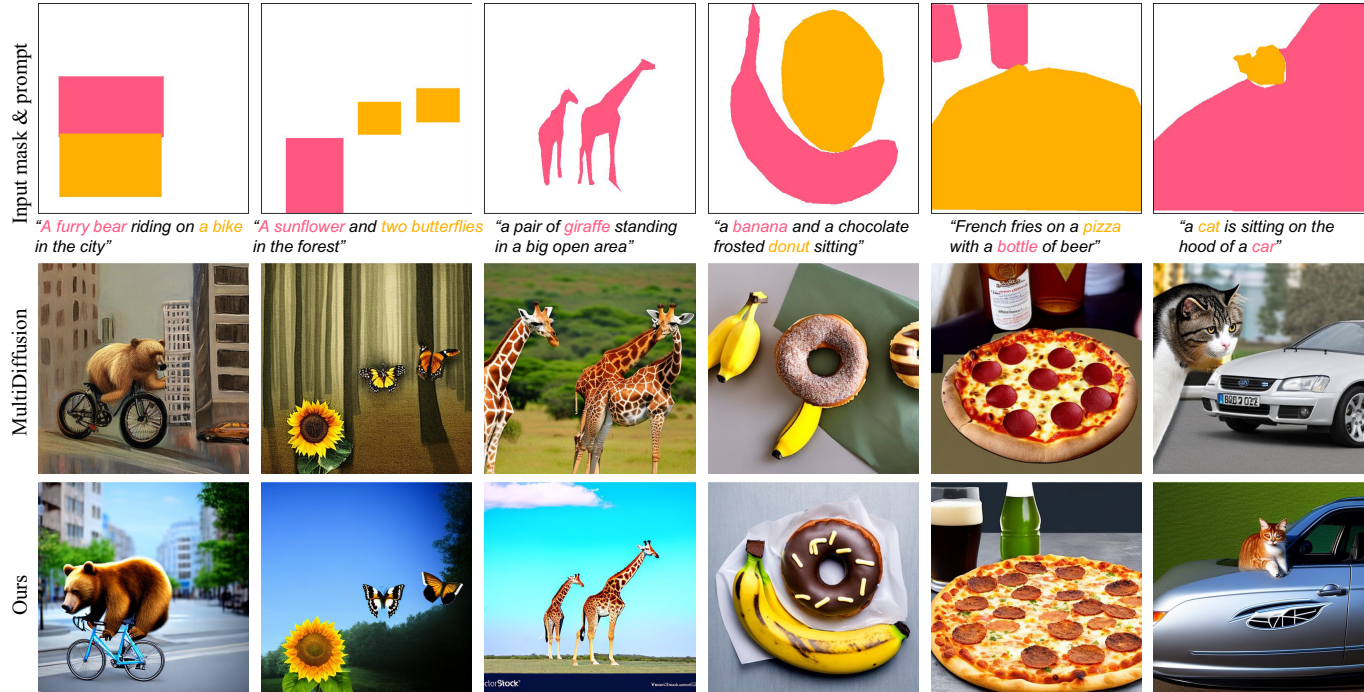 Input mask & prompt
“A furry bear riding on a bike
in the city”
“A sunflower and two butterflies
in the forest”
“a pair of giraffe standing
in a big open area”
“a banana and a chocolate
frosted donut sitting”
“French fries on a pizza
with a bottle of beer”
“a cat is sitting on the
hood of a car”
MultiDiffusion
Ours
ctorStock